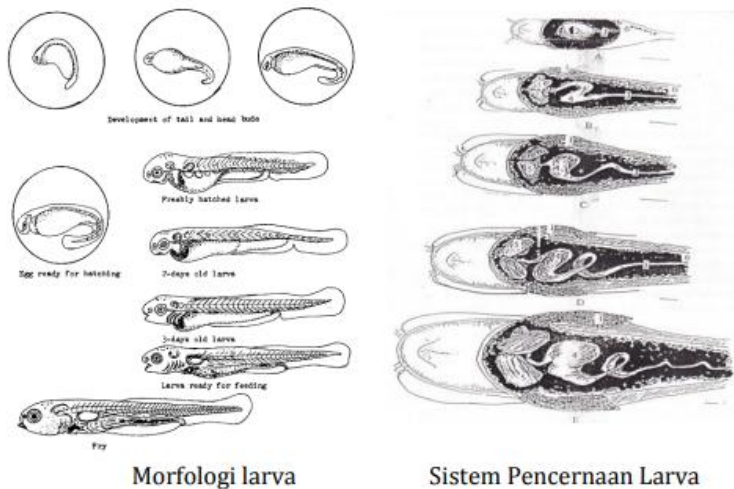 Development of tail and head buds
Freshly hatched larva
Egg ready for hatching
2-days old larva
3-days old larva
Larva ready for feeding
Fry
B
C
D
E
Morfologi larva
Sistem Pencernaan Larva